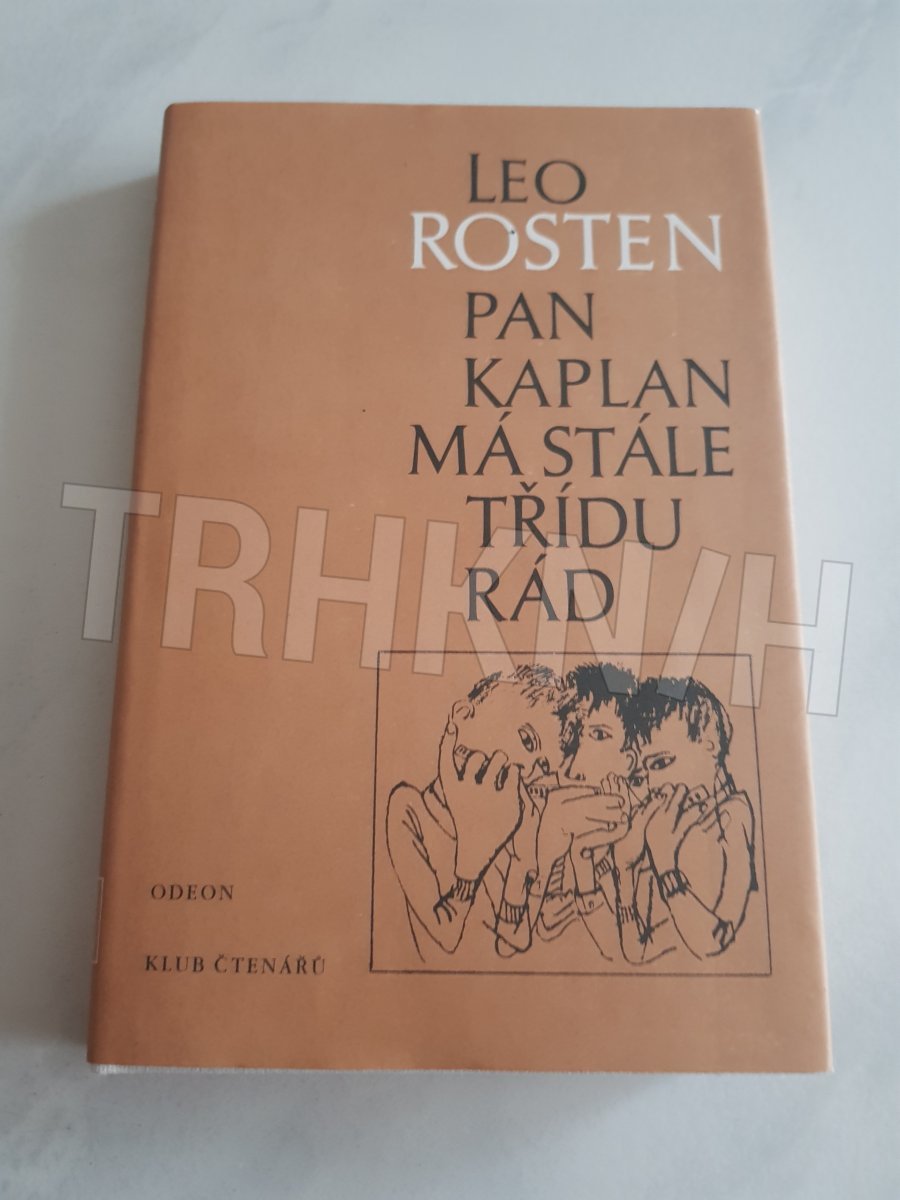 LEO
ROSTEN
PAN
KAPLAN
MÁ STÁLE
TŘÍDU
RÁD
TRHKNIH
ODEON
KLUB ČTENÁŘŮ